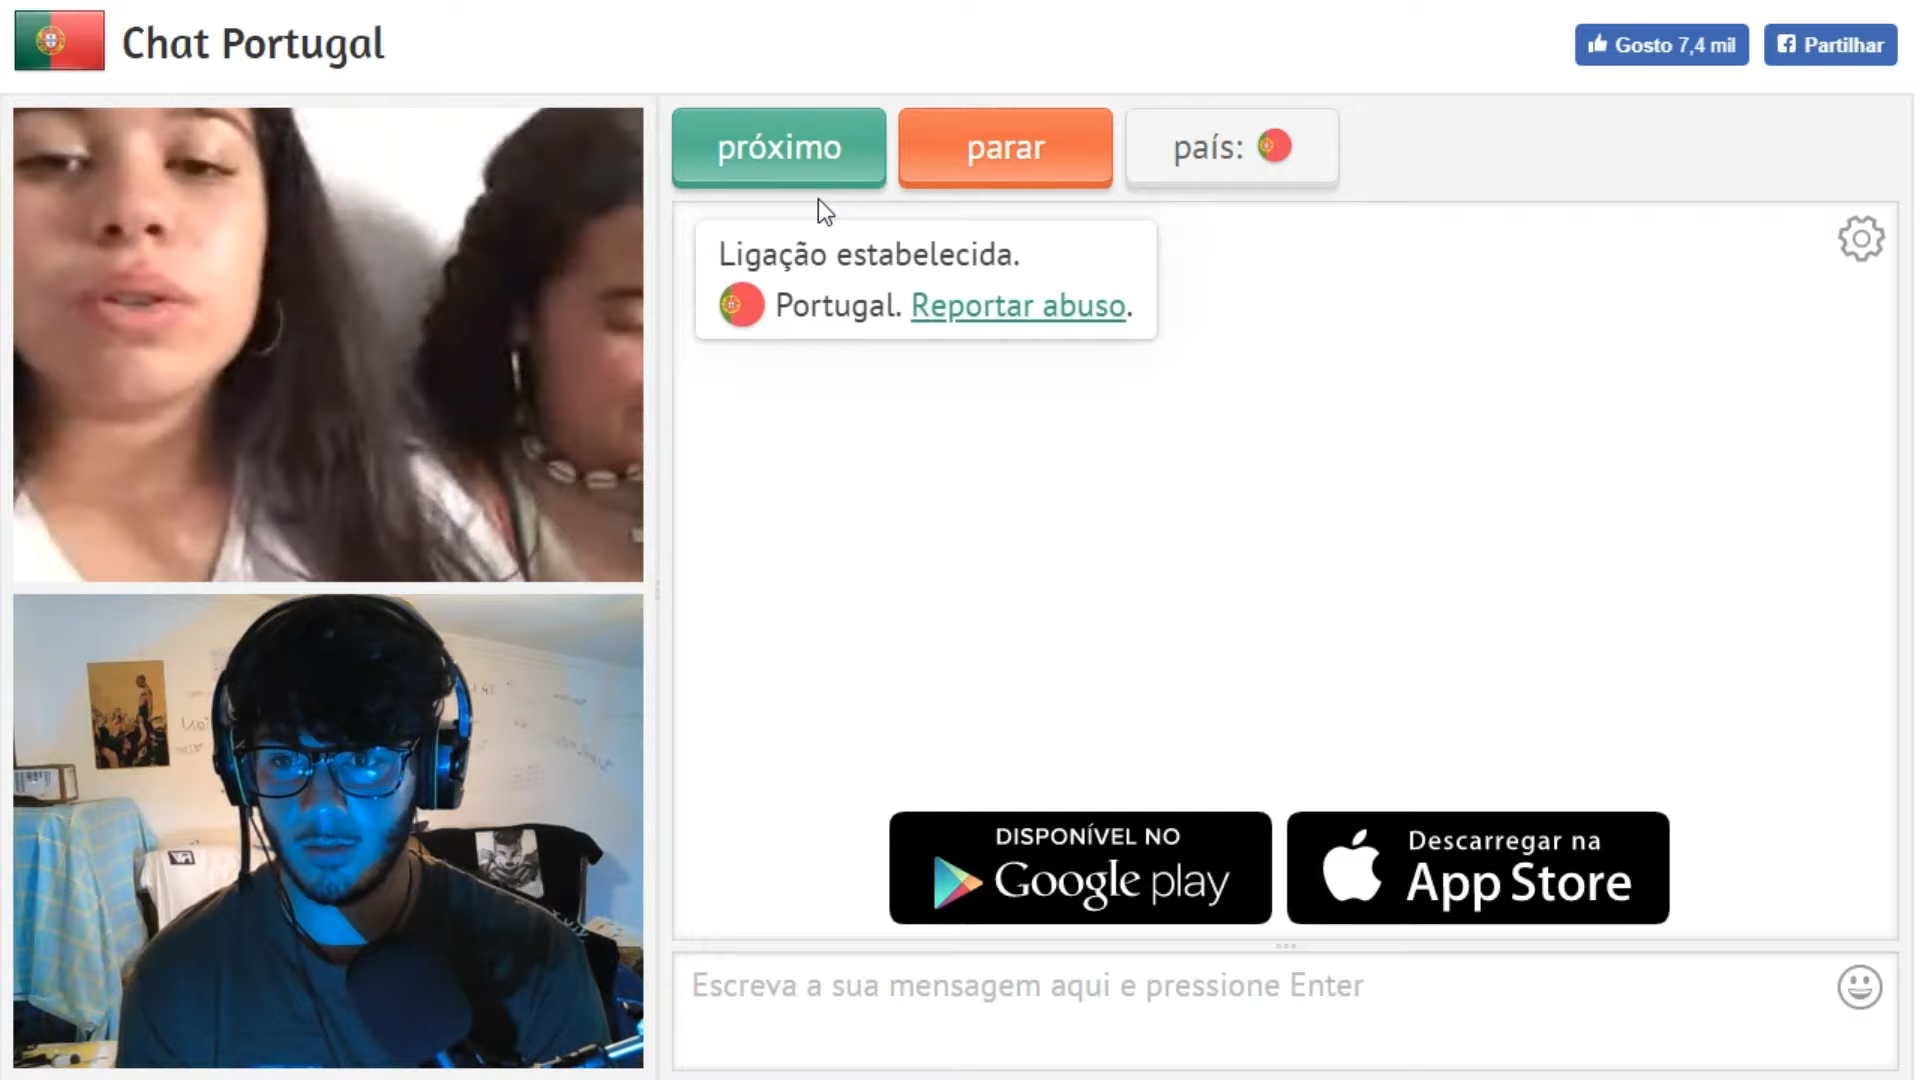 Chat Portugal
Gosto 7,4 mil
Partilhar
próximo
parar
país:
Ligação estabelecida.
Portugal. Reportar abuso.
DISPONÍVEL NO
Google play
Descarregar na
App Store
Escreva a sua mensagem aqui e pressione Enter